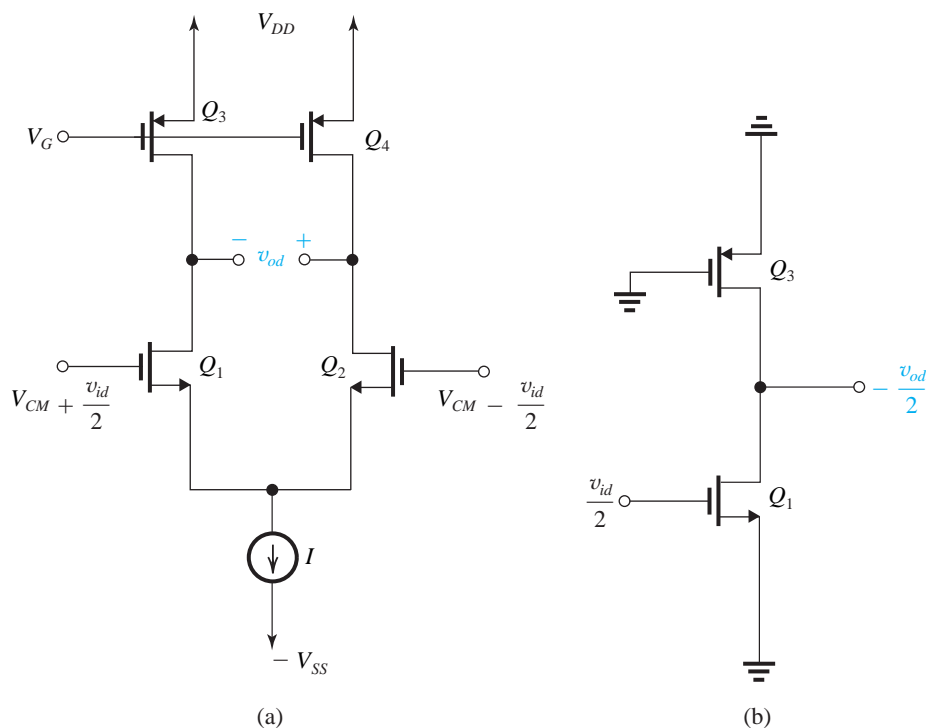 V_DD
Q_3
V_G
Q_4
− v_od +
Q_3
Q_1
Q_2
V_CM + v_id/2
V_CM − v_id/2
− v_od/2
v_id/2
Q_1
I
− V_SS
(a)
(b)